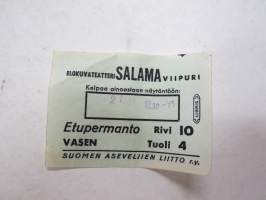 ELOKUVATEATTERI SALAMA VIIPURI
Kelpaa ainoastaan näytäntöön:
Etupermanto Rivi 10
VASEN Tuoli 4
SUOMEN ASEVELJIEN LIITTO r.y.